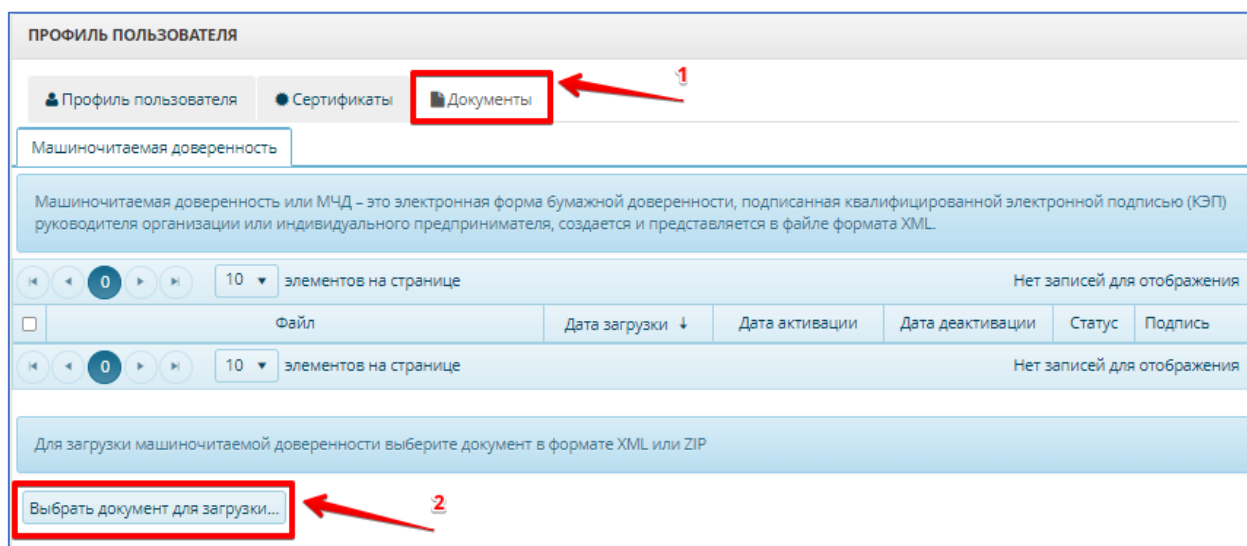 ПРОФИЛЬ ПОЛЬЗОВАТЕЛЯ
1
Профиль пользователя Сертификаты Документы
Машиночитаемая доверенность
Машиночитаемая доверенность или МЧД – это электронная форма бумажной доверенности, подписанная квалифицированной электронной подписью (КЭП)
руководителя организации или индивидуального предпринимателя, создается и представляется в файле формата XML.
0 10 элементов на странице Нет записей для отображения
Файл Дата загрузки ↓ Дата активации Дата деактивации Статус Подпись
0 10 элементов на странице Нет записей для отображения
Для загрузки машиночитаемой доверенности выберите документ в формате XML или ZIP
Выбрать документ для загрузки... 2